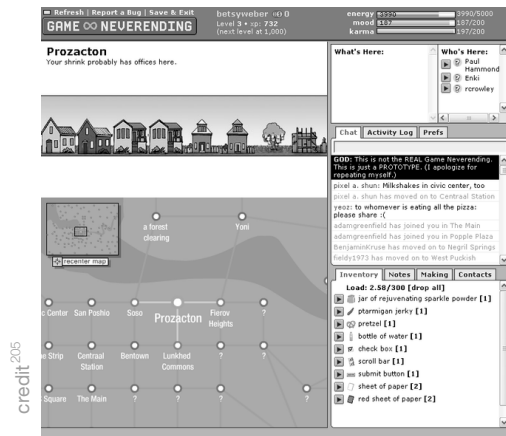 Refresh | Report a Bug | Save & Exit
GAME ∞ NEVERENDING
betsyweber 0
Level 3 • xp: 732
(next level at 1,000)
energy 3990 3990/5000
mood 187 187/200
karma 197/200
Prozacton
Your shrink probably has offices here.
What's Here:
Who's Here:
Paul Hammond
Enki
rcrowley
Chat Activity Log Prefs
GOD: This is not the REAL Game Neverending.
This is just a PROTOTYPE. (I apologize for
repeating myself.)
pixel a. shun: Milkshakes in civic center, too
pixel a. shun has moved on to Centraal Station
yeoz: to whomever is eating all the pizza:
please share :(
adamgreenfield has joined you in The Main
adamgreenfield has joined you in Popple Plaza
BenjaminKruse has moved on to Negril Springs
fieldy1973 has moved on to West Puckish
a forest
clearing
Yoni
recenter map
c Center San Poshio Soso Prozacton Fierov
Heights ?
e Strip Centraal
Station Bentown Lunkhed
Commons ? ?
Square The Main ? ? ? ?
Inventory Notes Making Contacts
Load: 2.58/300 [drop all]
jar of rejuvenating sparkle powder [1]
ptarmigan jerky [1]
pretzel [1]
bottle of water [1]
check box [1]
scroll bar [1]
submit button [1]
sheet of paper [2]
red sheet of paper [2]
credit 205